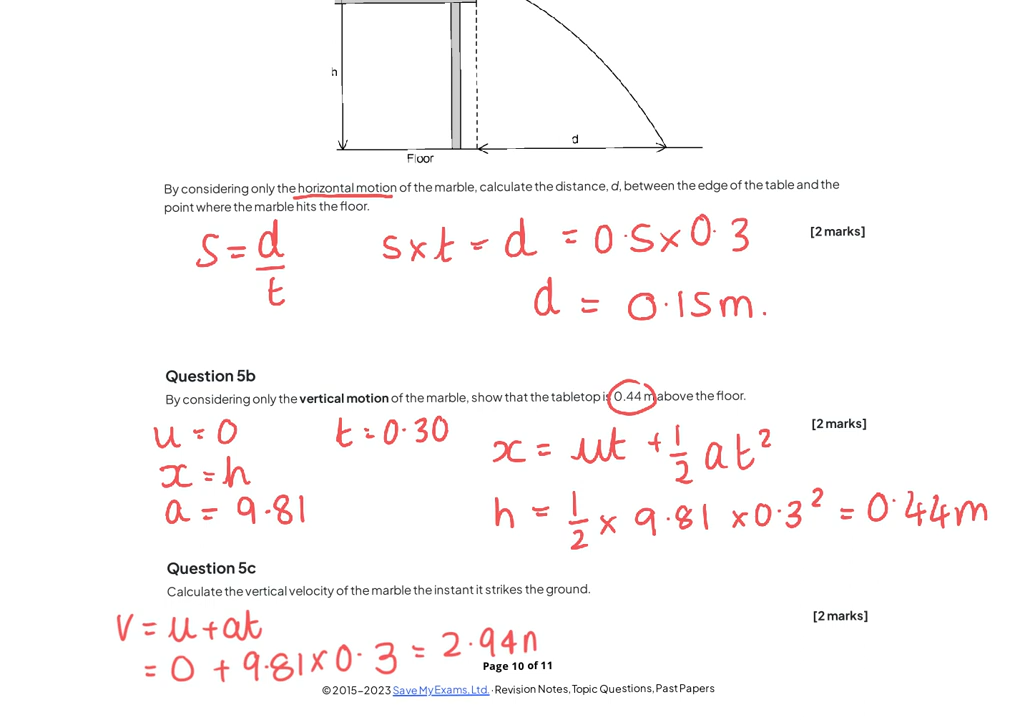 h
d
Floor
By considering only the horizontal motion of the marble, calculate the distance, d, between the edge of the table and the
point where the marble hits the floor.
[2 marks]
S = d/t
s x t = d = 0.5 x 0.3
d = 0.15m.
Question 5b
By considering only the vertical motion of the marble, show that the tabletop is 0.44 m above the floor.
[2 marks]
u = 0
t = 0.30
x = h
a = 9.81
x = ut + 1/2 at²
h = 1/2 x 9.81 x 0.3² = 0.44m
Question 5c
Calculate the vertical velocity of the marble the instant it strikes the ground.
[2 marks]
V = u + at
= 0 + 9.81 x 0.3 = 2.94n
Page 10 of 11
© 2015-2023 Save My Exams, Ltd. · Revision Notes, Topic Questions, Past Papers